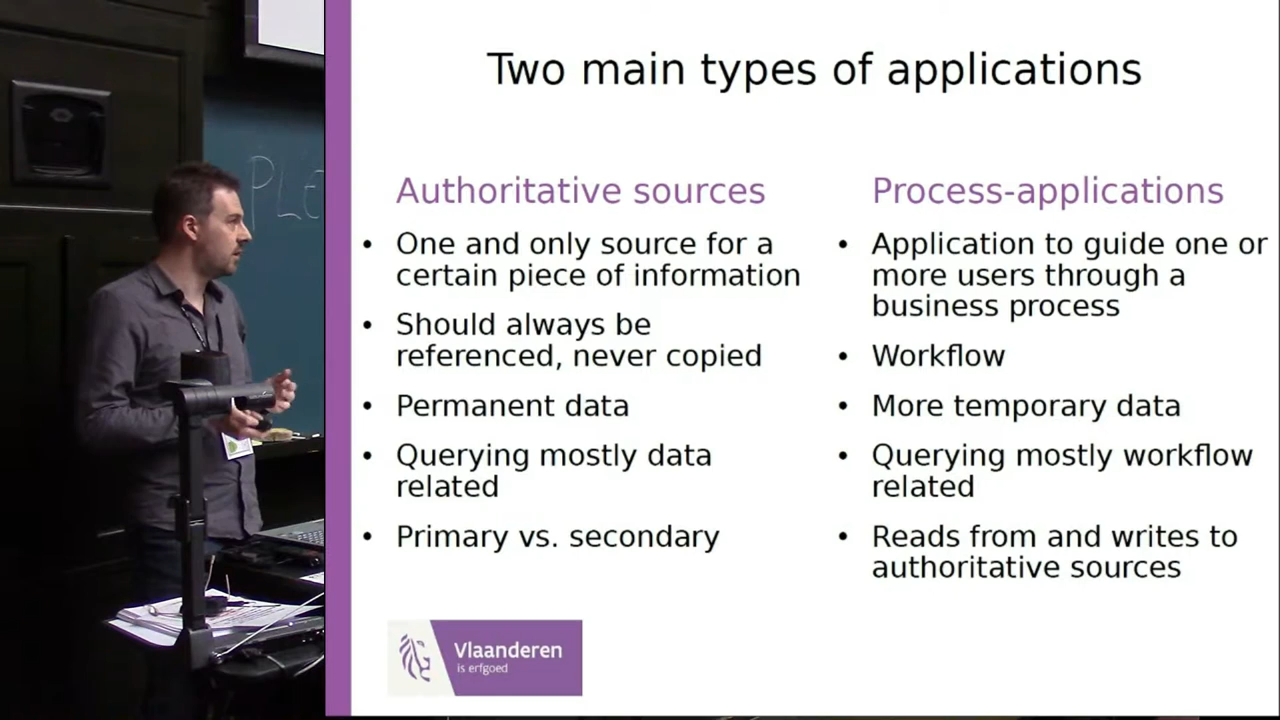 Two main types of applications
Authoritative sources
• One and only source for a
certain piece of information
• Should always be
referenced, never copied
• Permanent data
• Querying mostly data
related
• Primary vs. secondary
Process-applications
• Application to guide one or
more users through a
business process
• Workflow
• More temporary data
• Querying mostly workflow
related
• Reads from and writes to
authoritative sources
Vlaanderen
is erfgoed